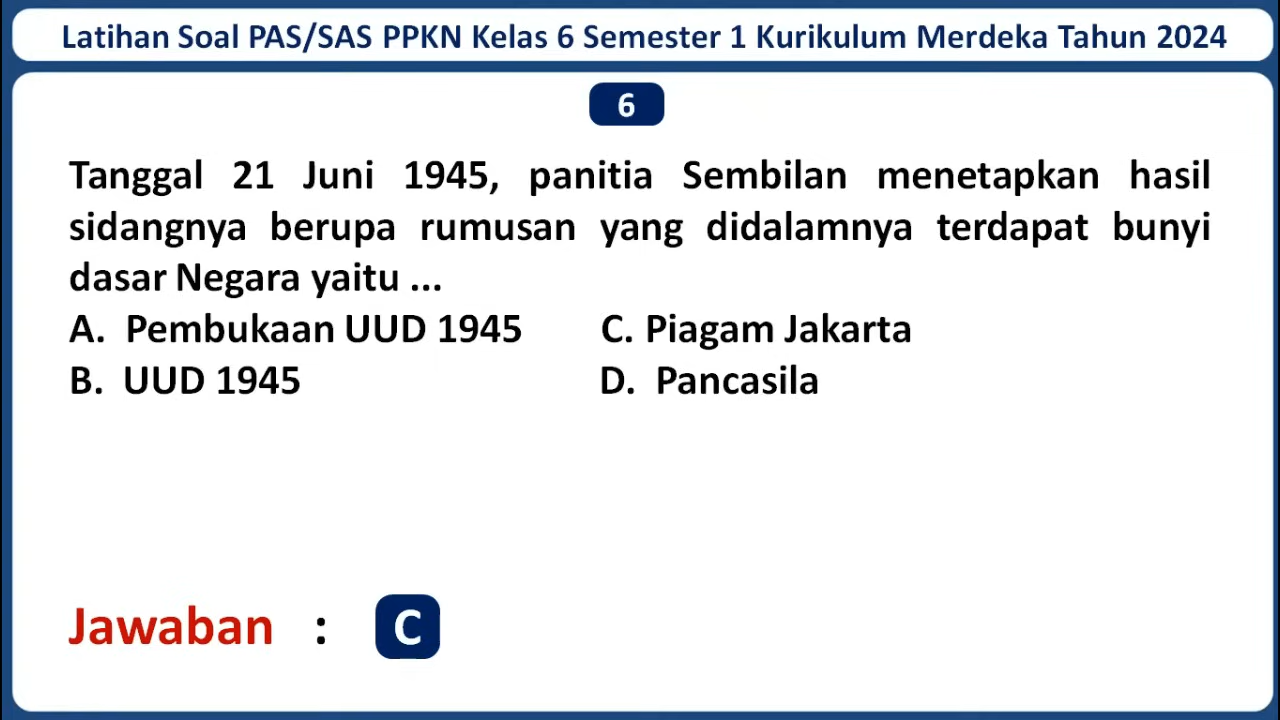 Latihan Soal PAS/SAS PPKN Kelas 6 Semester 1 Kurikulum Merdeka Tahun 2024
6
Tanggal 21 Juni 1945, panitia Sembilan menetapkan hasil
sidangnya berupa rumusan yang didalamnya terdapat bunyi
dasar Negara yaitu ...
A. Pembukaan UUD 1945 C. Piagam Jakarta
B. UUD 1945 D. Pancasila
Jawaban : C